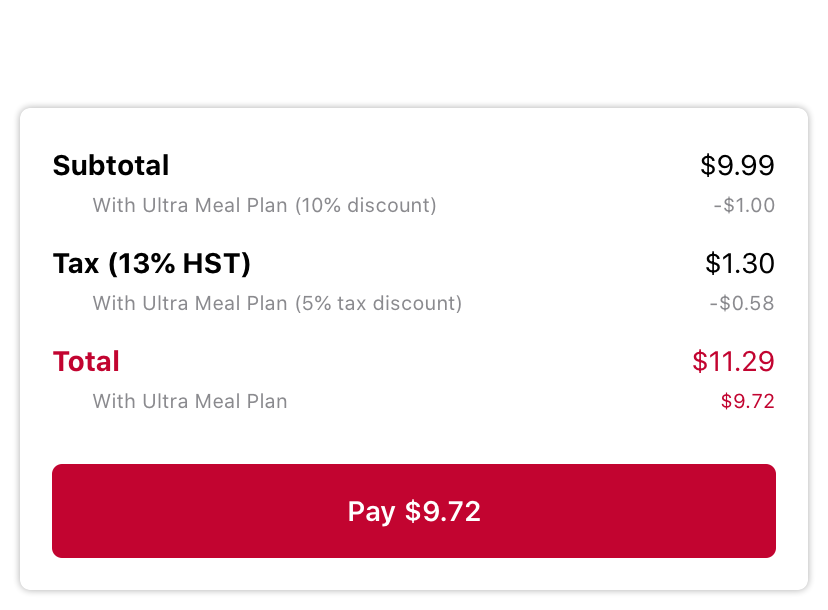 Subtotal $9.99
With Ultra Meal Plan (10% discount) -$1.00
Tax (13% HST) $1.30
With Ultra Meal Plan (5% tax discount) -$0.58
Total $11.29
With Ultra Meal Plan $9.72
Pay $9.72